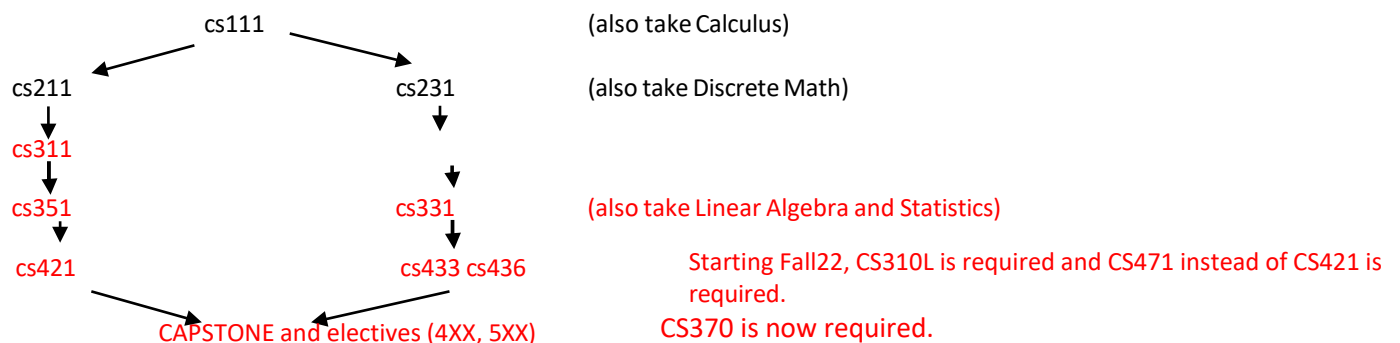 cs111 (also take Calculus)
cs211 cs231 (also take Discrete Math)
cs311
cs351 cs331 (also take Linear Algebra and Statistics)
cs421 cs433 cs436 Starting Fall22, CS310L is required and CS471 instead of CS421 is
required.
CAPSTONE and electives (4XX, 5XX) CS370 is now required.